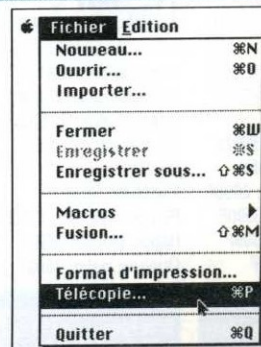 Fichier Edition
Nouveau... ⌘N
Ouvrir... ⌘O
Importer...
Fermer ⌘W
Enregistrer ⌘S
Enregistrer sous... ⇧⌘S
Macros ▶
Fusion... ⇧⌘M
Format d'impression...
Télécopie... ⌘P
Quitter ⌘Q